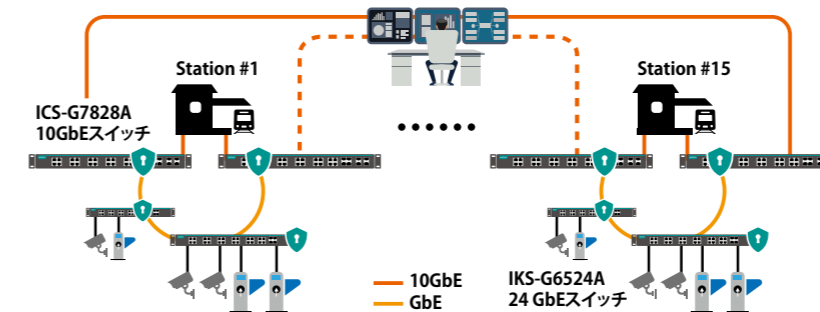 Station #1
Station #15
ICS-G7828A
10GbEスイッチ
10GbE
GbE
IKS-G6524A
24 GbEスイッチ